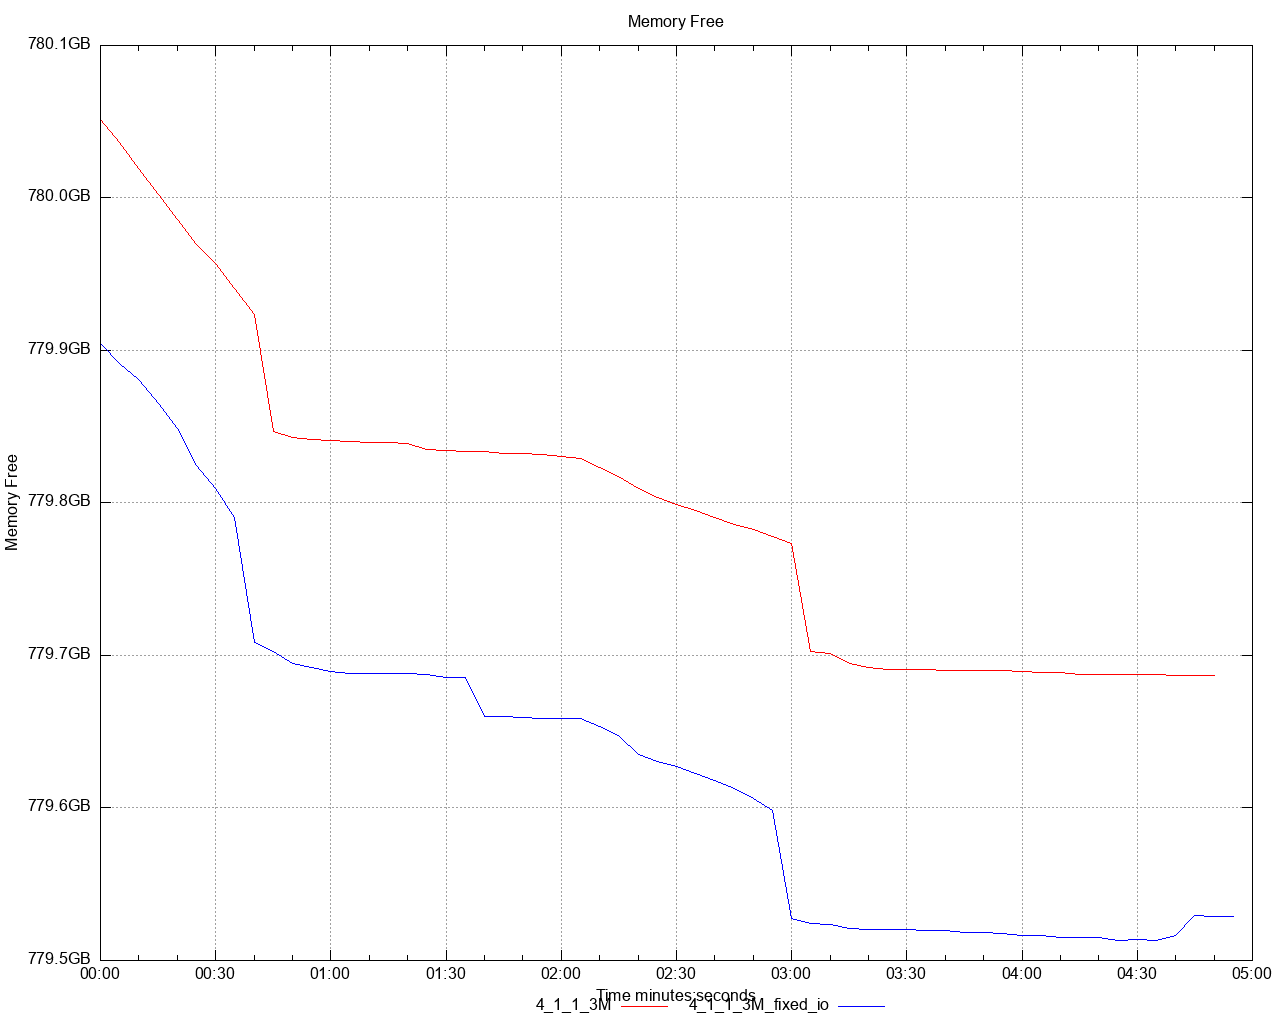 Memory Free
780.1GB
780.0GB
779.9GB
779.8GB
779.7GB
779.6GB
779.5GB
Memory Free
00:00 00:30 01:00 01:30 02:00 02:30 03:00 03:30 04:00 04:30 05:00
Time minutes:seconds
4_1_1_3M 4_1_1_3M_fixed_io